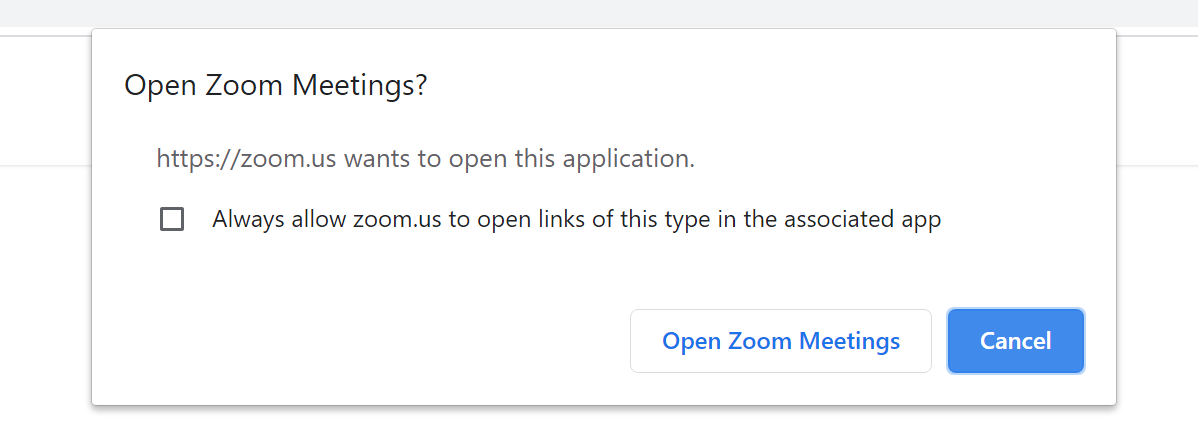 Open Zoom Meetings?
https://zoom.us wants to open this application.
Always allow zoom.us to open links of this type in the associated app
Open Zoom Meetings
Cancel